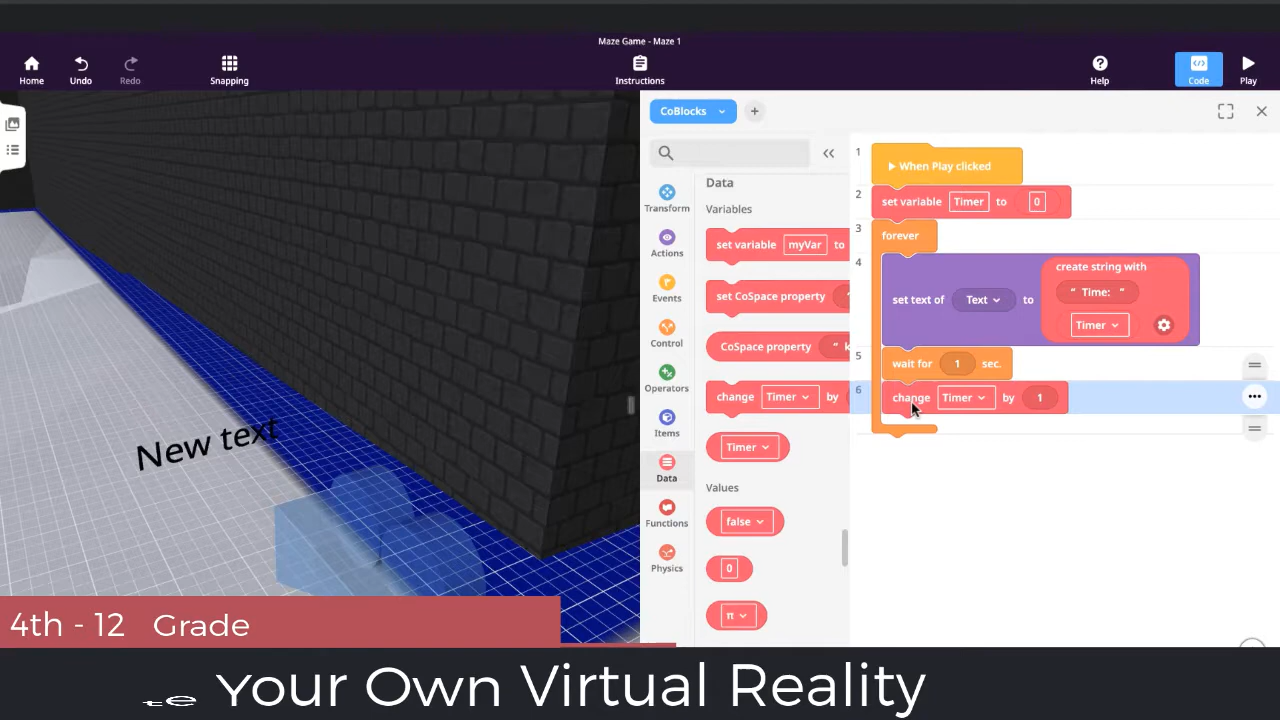 Maze Game - Maze 1
Home
Undo
Redo
Snapping
Instructions
Help
Code
Play
CoBlocks
+
Transform
Actions
Events
Control
Operators
Items
Data
Functions
Physics
Data
Variables
set variable myVar to
set CoSpace property "
CoSpace property " k
change Timer by
Timer
Values
false
0
π
1 When Play clicked
2 set variable Timer to 0
3 forever
4 set text of Text to create string with
" Time: "
Timer
5 wait for 1 sec.
6 change Timer by 1
New text
4th - 12 Grade
te Your Own Virtual Reality